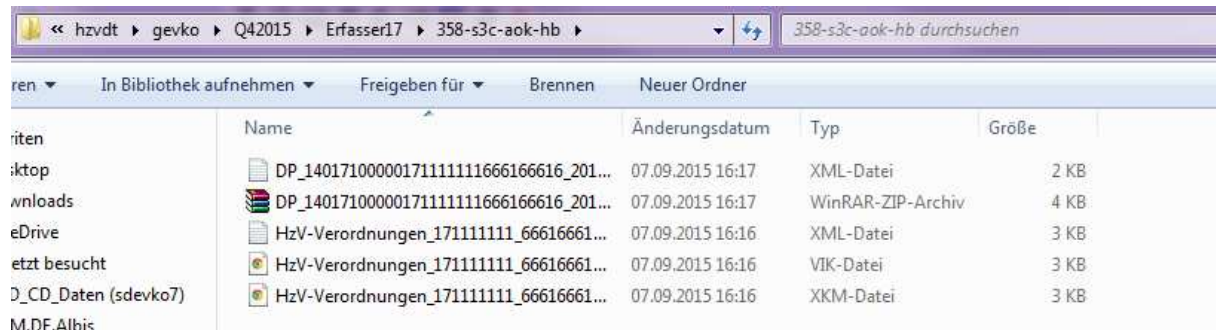 « hzvdt ▸ gevko ▸ Q42015 ▸ Erfasser17 ▸ 358-s3c-aok-hb ▸ 358-s3c-aok-hb durchsuchen
ren ▾ In Bibliothek aufnehmen ▾ Freigeben für ▾ Brennen Neuer Ordner
Name Änderungsdatum Typ Größe
riten
sktop DP_1401710000017111111166616661 6_201... 07.09.2015 16:17 XML-Datei 2 KB
wnloads DP_14017100000171111111666166616_201... 07.09.2015 16:17 WinRAR-ZIP-Archiv 4 KB
eDrive HzV-Verordnungen_171111111_66616661... 07.09.2015 16:16 XML-Datei 3 KB
etzt besucht HzV-Verordnungen_171111111_66616661... 07.09.2015 16:16 VIK-Datei 3 KB
D_CD_Daten (sdevko7) HzV-Verordnungen_171111111_66616661... 07.09.2015 16:16 XKM-Datei 3 KB
M.DE.Albis